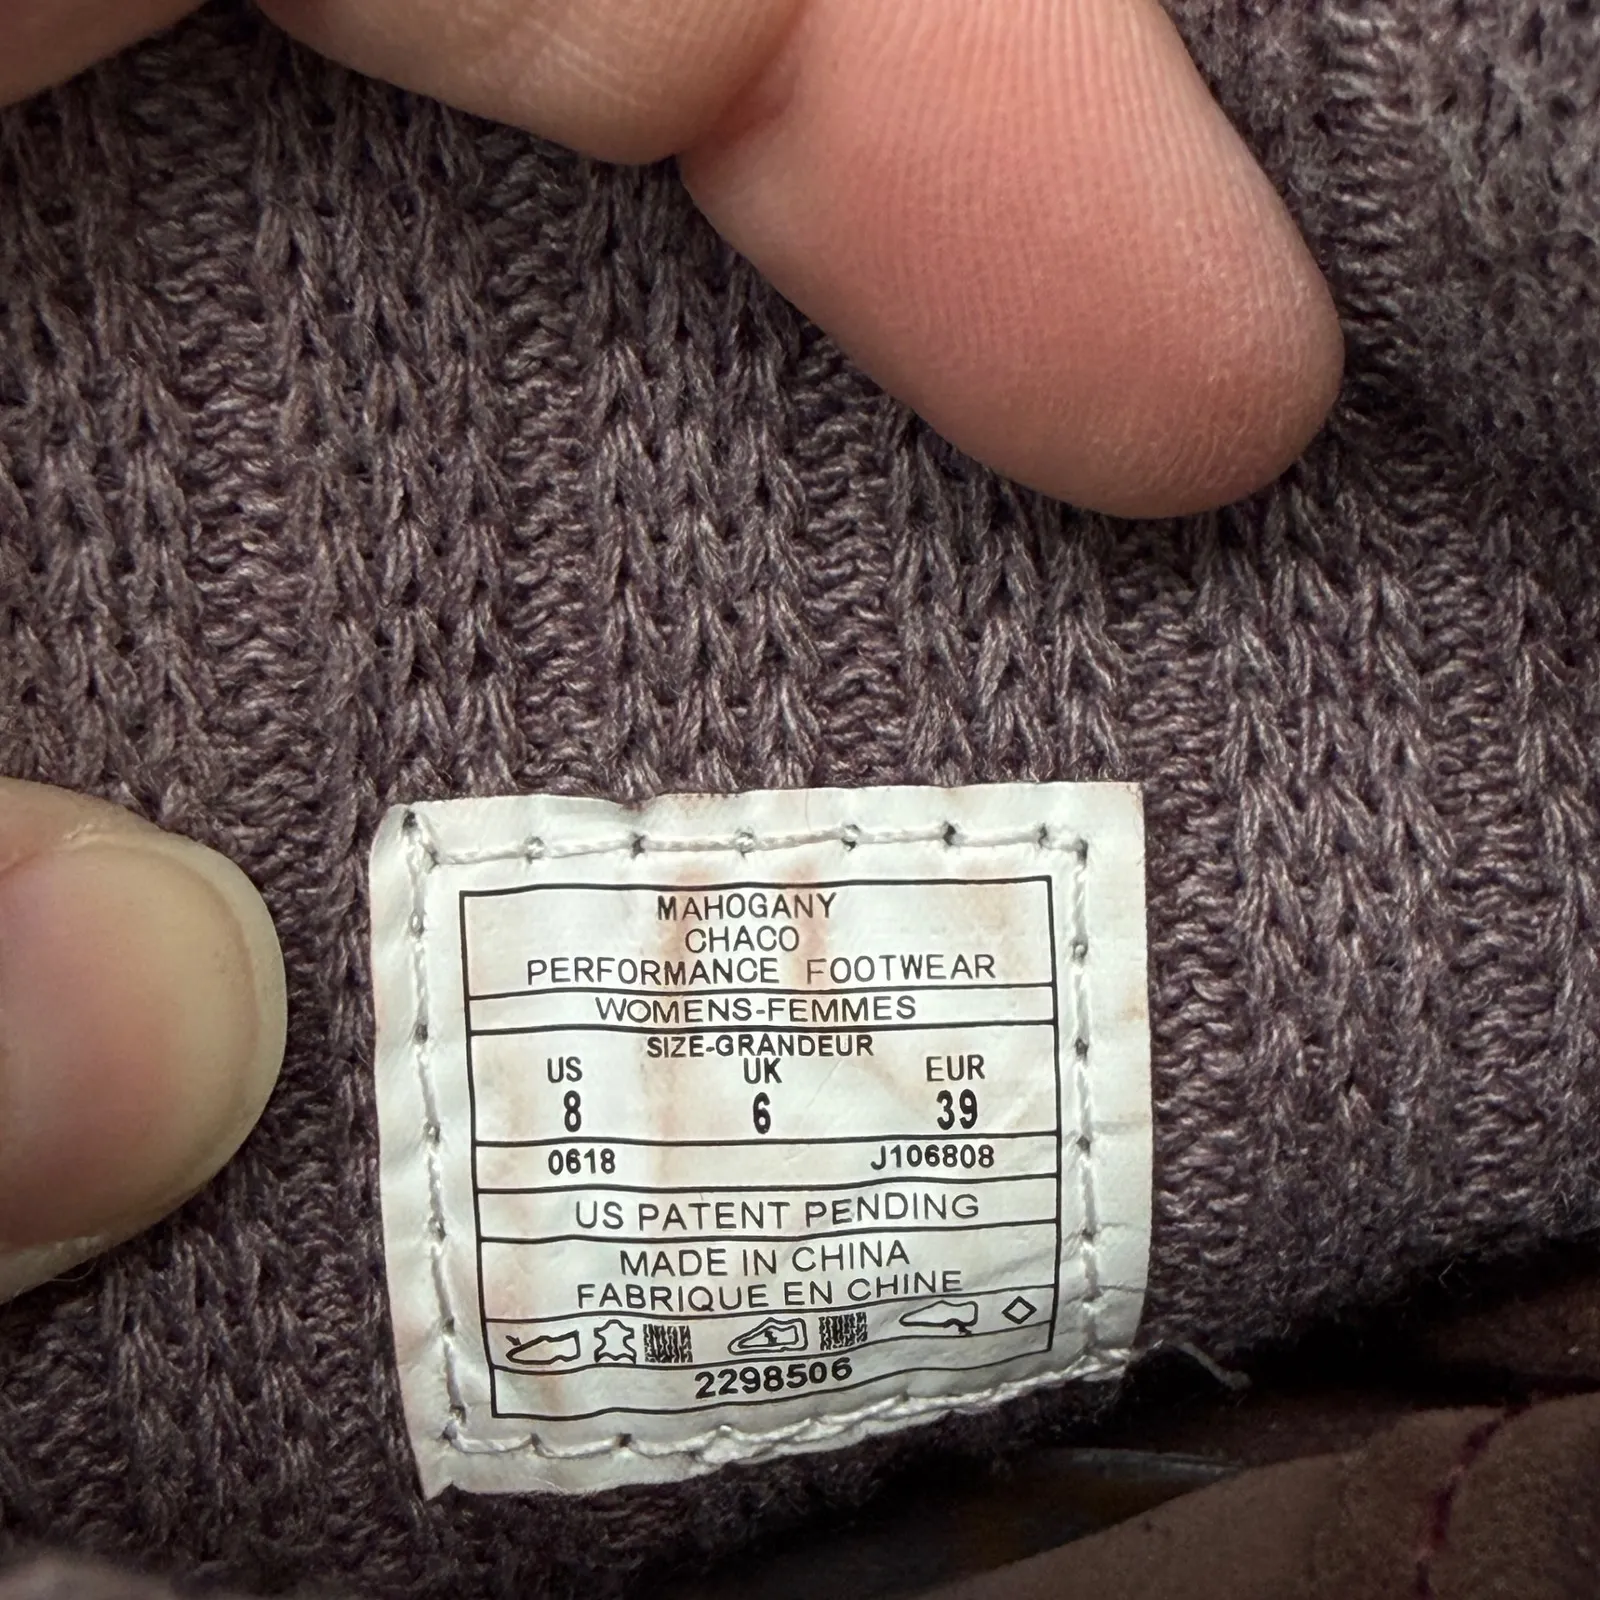 MAHOGANY
CHACO
PERFORMANCE FOOTWEAR
WOMENS-FEMMES
SIZE-GRANDEUR
US UK EUR
8 6 39
0618 J106808
US PATENT PENDING
MADE IN CHINA
FABRIQUE EN CHINE
2298506